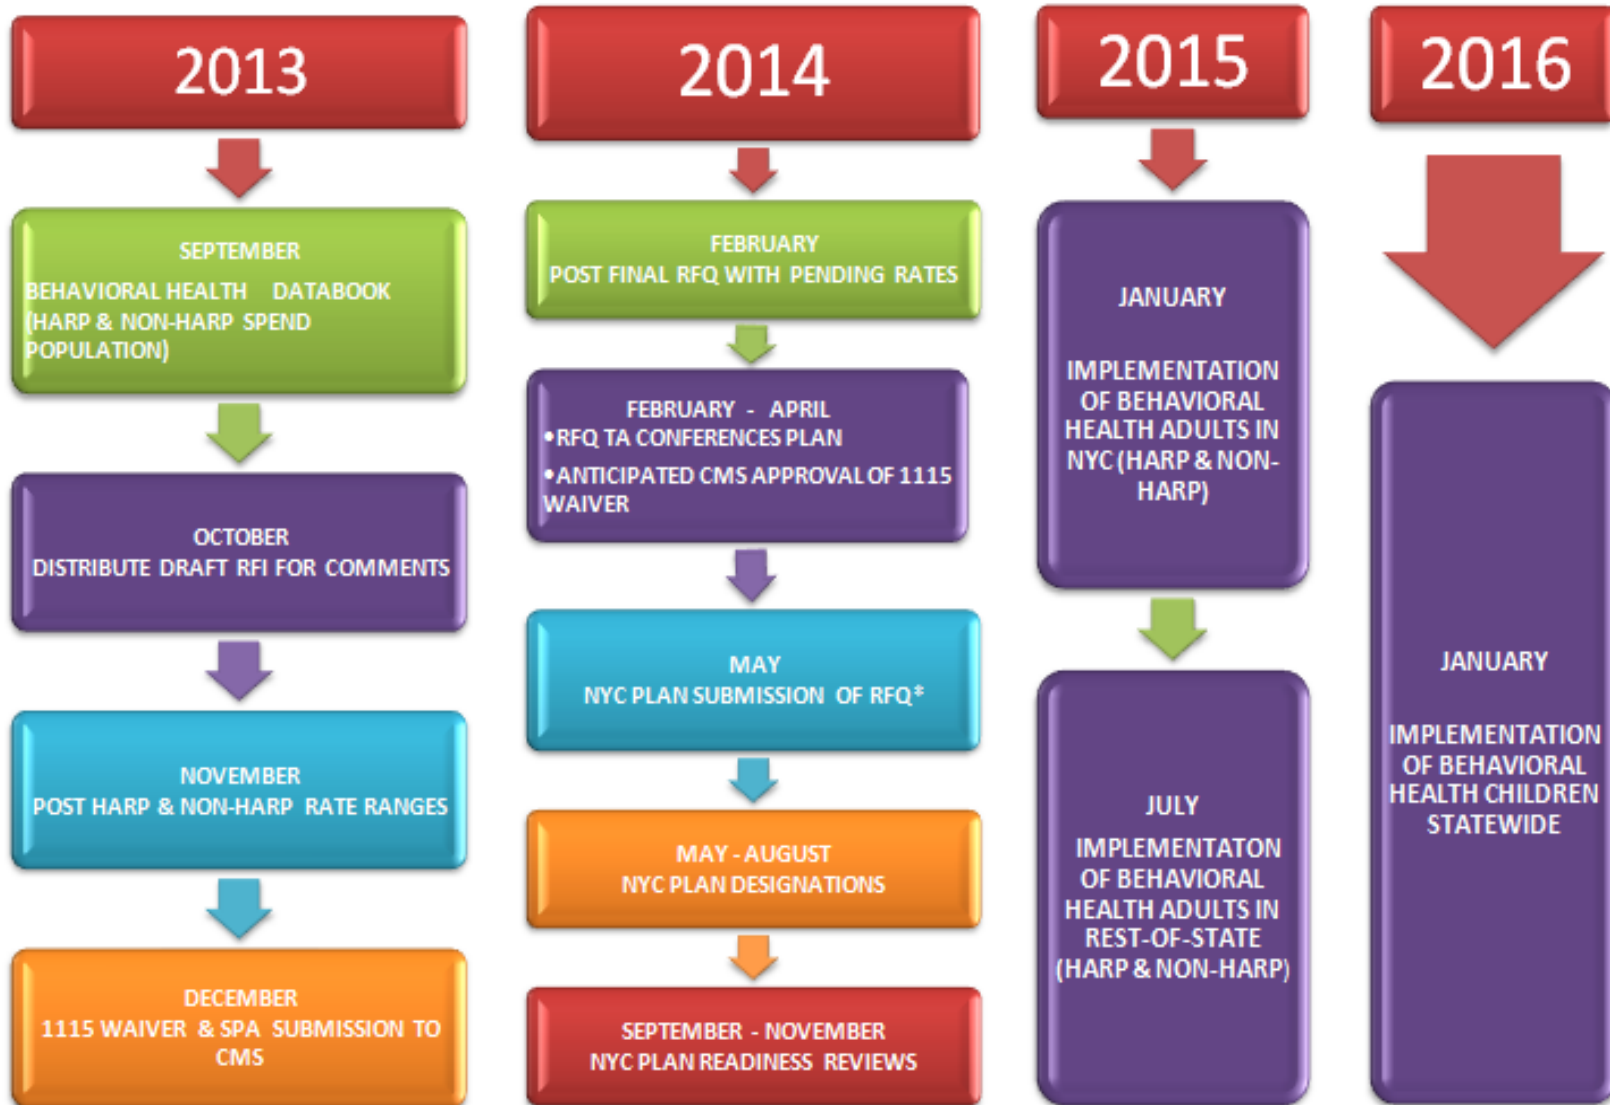 2013
SEPTEMBER
BEHAVIORAL HEALTH DATABOOK
(HARP & NON-HARP SPEND
POPULATION)
OCTOBER
DISTRIBUTE DRAFT RFI FOR COMMENTS
NOVEMBER
POST HARP & NON-HARP RATE RANGES
DECEMBER
1115 WAIVER & SPA SUBMISSION TO
CMS
2014
FEBRUARY
POST FINAL RFQ WITH PENDING RATES
FEBRUARY - APRIL
•RFQ TA CONFERENCES PLAN
•ANTICIPATED CMS APPROVAL OF 1115
WAIVER
MAY
NYC PLAN SUBMISSION OF RFQ*
MAY - AUGUST
NYC PLAN DESIGNATIONS
SEPTEMBER - NOVEMBER
NYC PLAN READINESS REVIEWS
2015
JANUARY
IMPLEMENTATION
OF BEHAVIORAL
HEALTH ADULTS IN
NYC (HARP & NON-
HARP)
JULY
IMPLEMENTATON
OF BEHAVIORAL
HEALTH ADULTS IN
REST-OF-STATE
(HARP & NON-HARP)
2016
JANUARY
IMPLEMENTATION
OF BEHAVIORAL
HEALTH CHILDREN
STATEWIDE